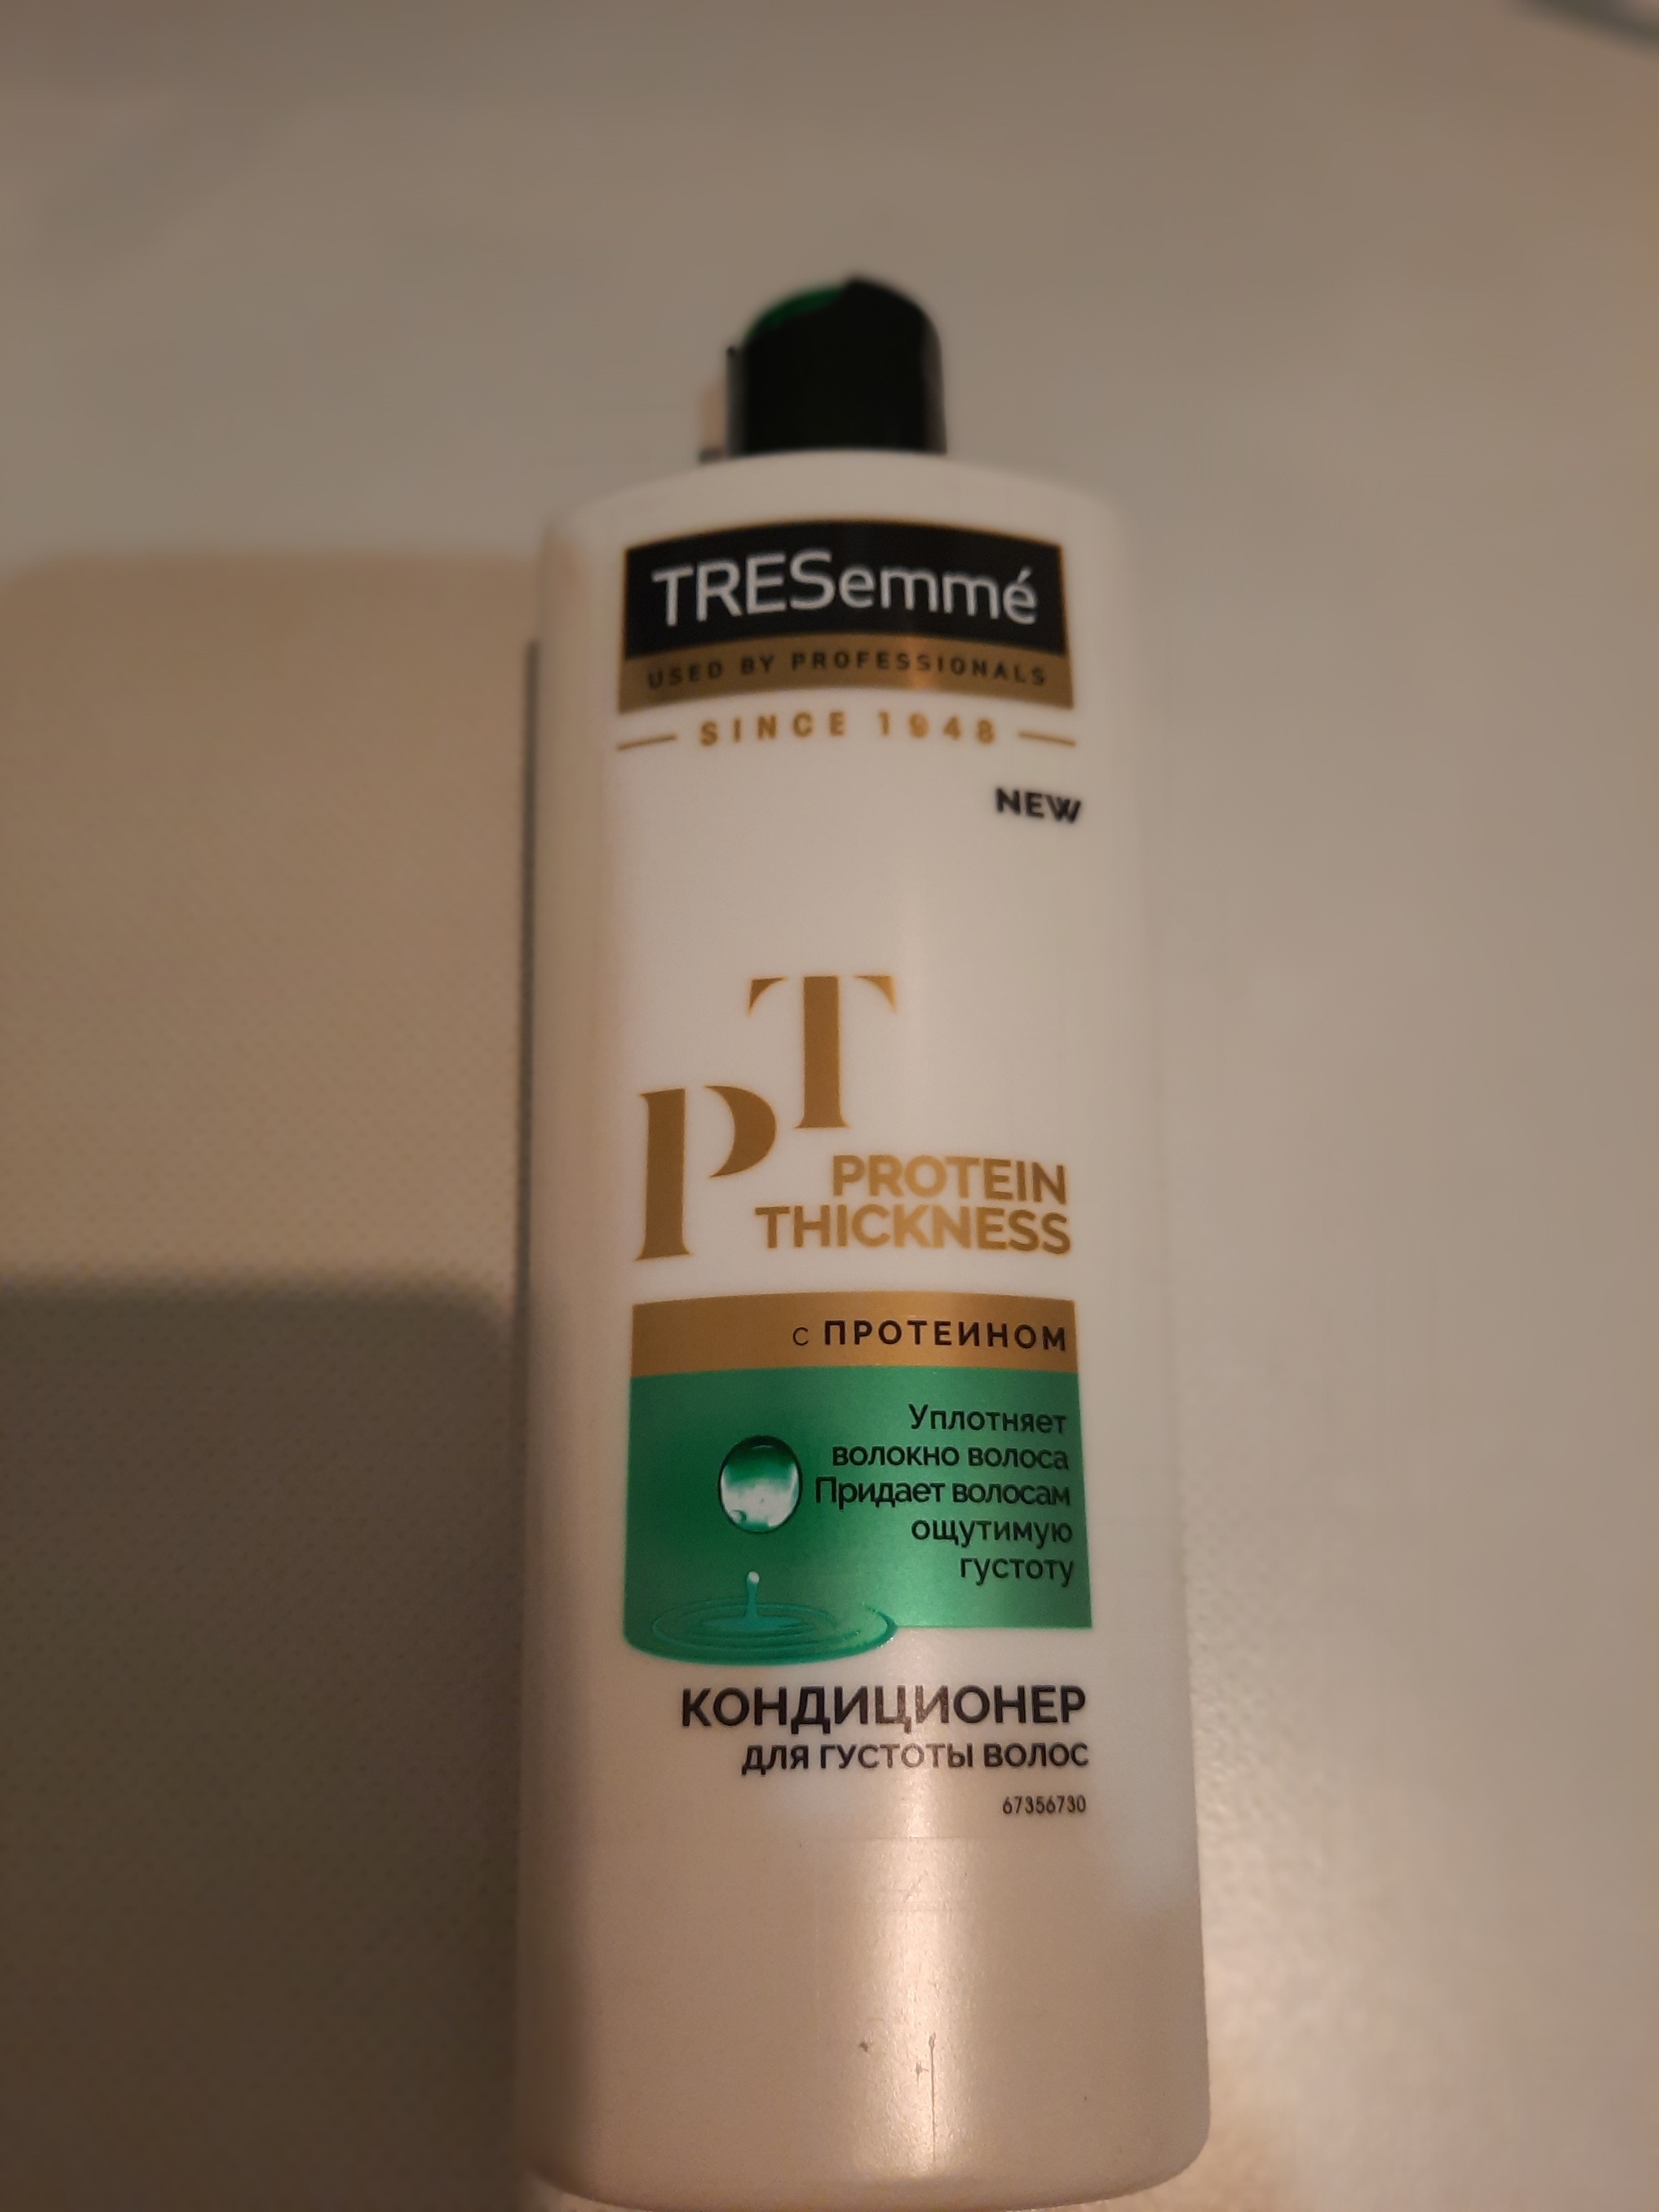 TRESemmé
USED BY PROFESSIONALS
SINCE 1948
NEW
PT
PROTEIN
THICKNESS
с ПРОТЕИНОМ
Уплотняет
волокно волоса
Придает волосам
ощутимую
густоту
КОНДИЦИОНЕР
ДЛЯ ГУСТОТЫ ВОЛОС
67356730